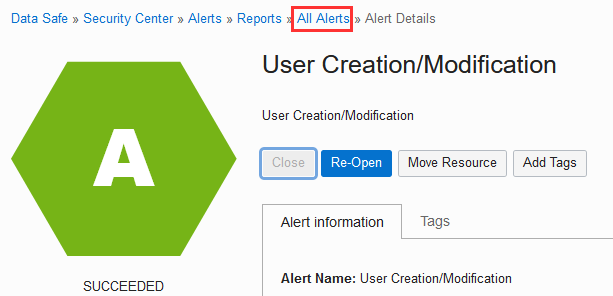 Data Safe » Security Center » Alerts » Reports » All Alerts » Alert Details
A
User Creation/Modification
User Creation/Modification
Close Re-Open Move Resource Add Tags
Alert information Tags
Alert Name: User Creation/Modification
SUCCEEDED